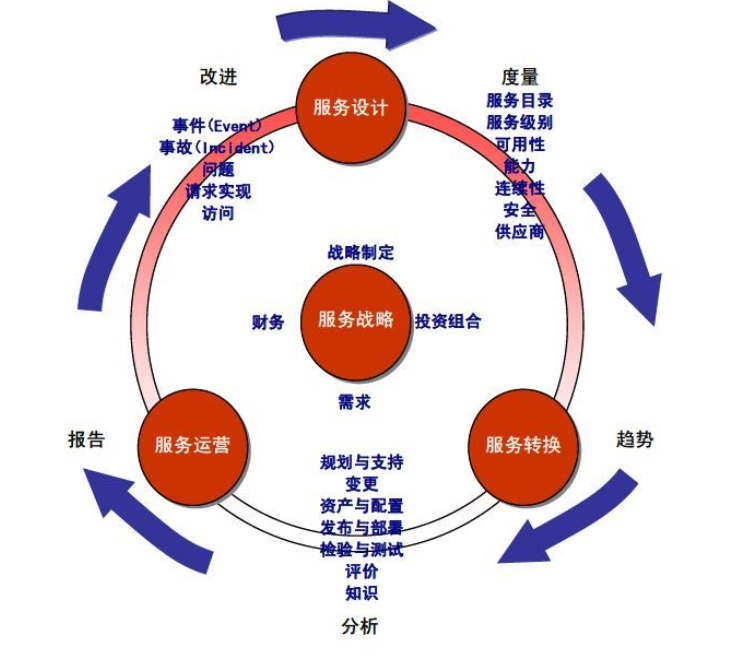 改进
度量
服务设计
服务目录
服务级别
可用性
能力
连续性
安全
供应商
事件(Event)
事故(Incident)
问题
请求实现
访问
战略制定
财务
服务战略
投资组合
需求
报告
服务运营
服务转换
趋势
规划与支持
变更
资产与配置
发布与部署
检验与测试
评价
知识
分析